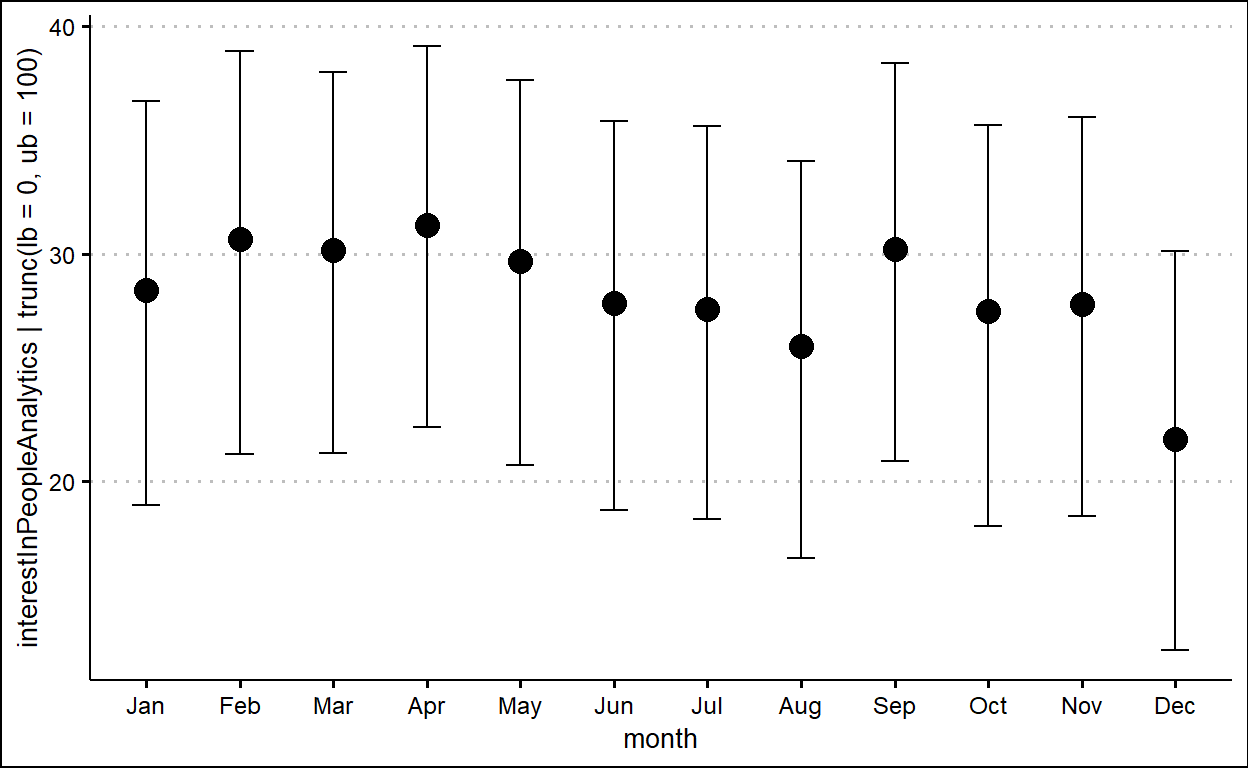 interestInPeopleAnalytics | trunc(lb = 0, ub = 100)
40
30
20
Jan Feb Mar Apr May Jun Jul Aug Sep Oct Nov Dec
month